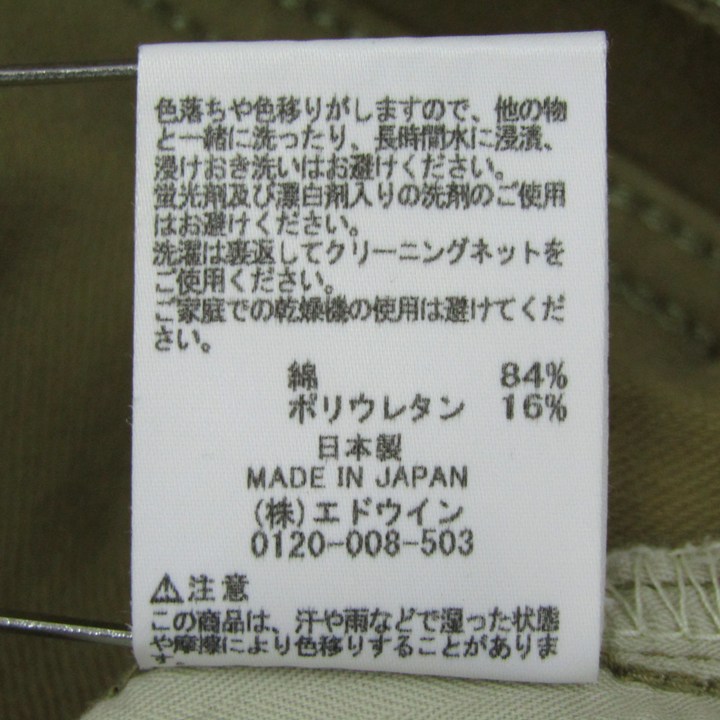 色落ちや色移りがしますので、他の物
と一緒に洗ったり、長時間水に浸漬、
浸けおき洗いはお避けください。
蛍光剤及び漂白剤入りの洗剤のご使用
はお避けください。
洗濯は裏返してクリーニングネットを
ご使用ください。
ご家庭での乾燥機の使用は避けてくだ
さい。
綿 84%
ポリウレタン 16%
日本製
MADE IN JAPAN
(株)エドウイン
0120-008-503
⚠注意
この商品は、汗や雨などで湿った状態
や摩擦により色移りすることがありま
す。